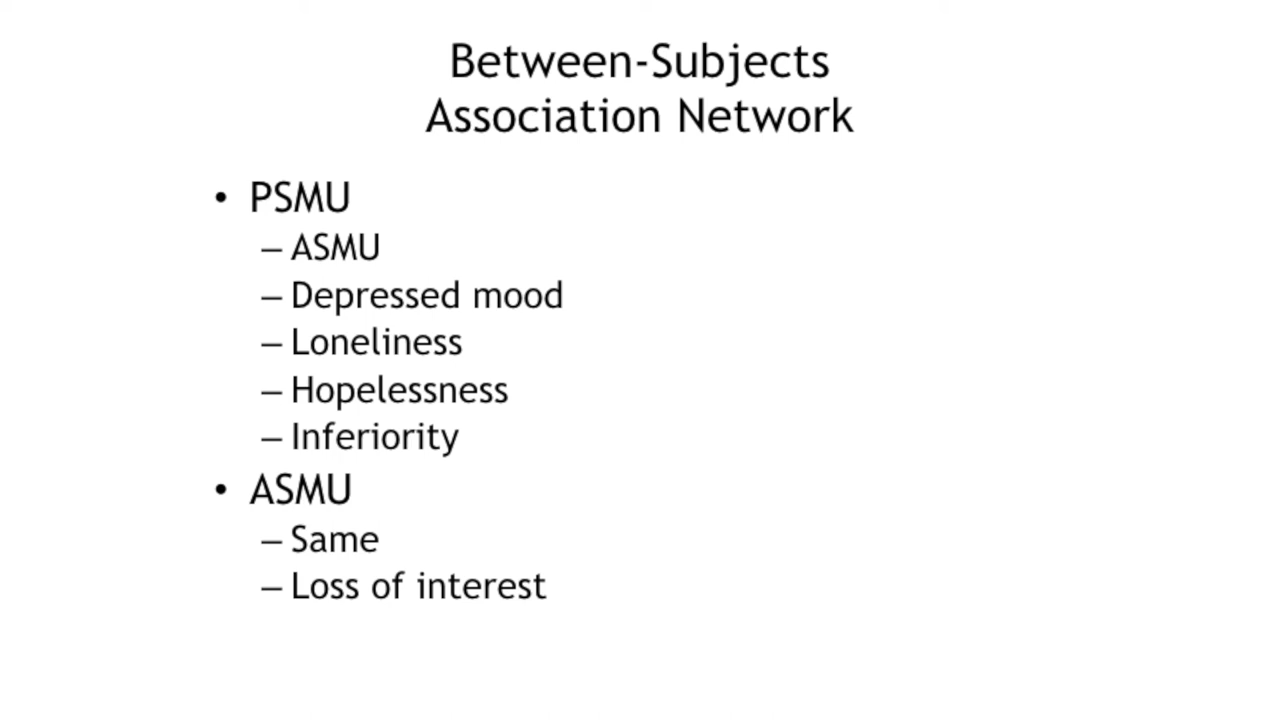 Between-Subjects
Association Network
• PSMU
– ASMU
– Depressed mood
– Loneliness
– Hopelessness
– Inferiority
• ASMU
– Same
– Loss of interest